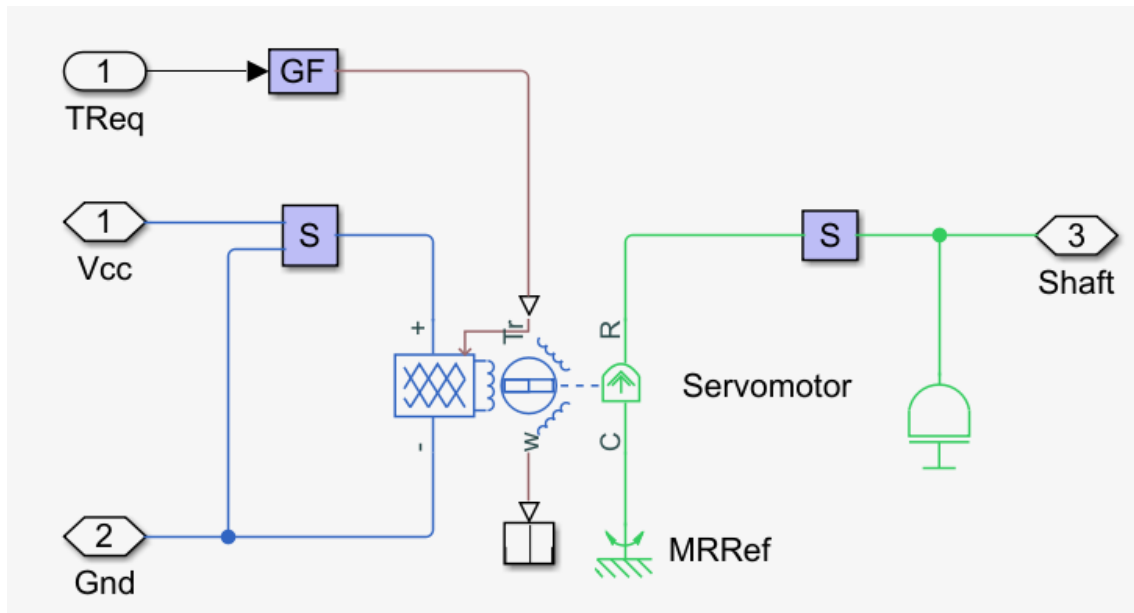 1
GF
TReq
1
S
S
3
Vcc
Shaft
+
Tr
R
Servomotor
-
w
C
2
MRRef
Gnd